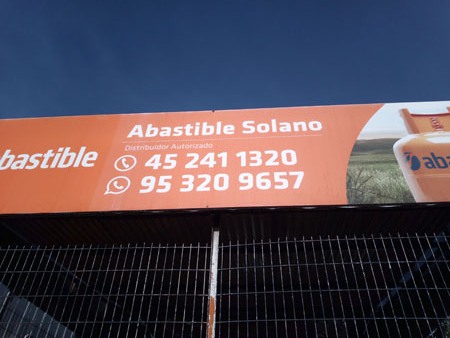 Abastible Solano
Distribuidor Autorizado
bastible
45 241 1320
95 320 9657
aba